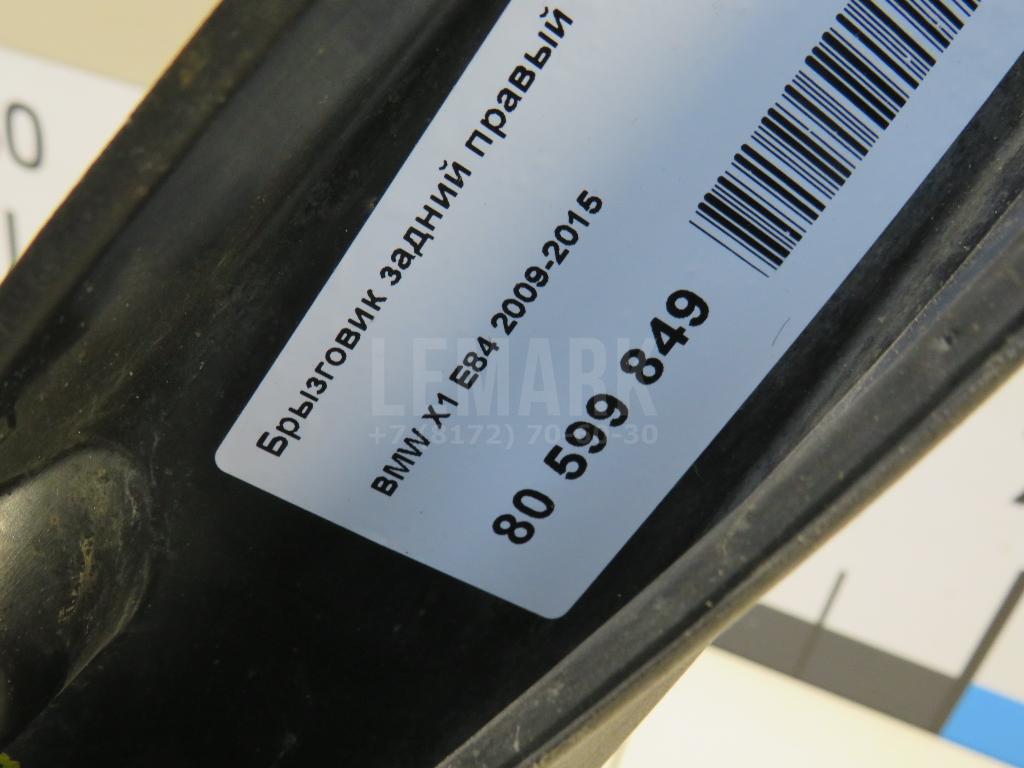 Брызговик задний правый
BMW X1 E84 2009-2015
80 599 849
LEMARK